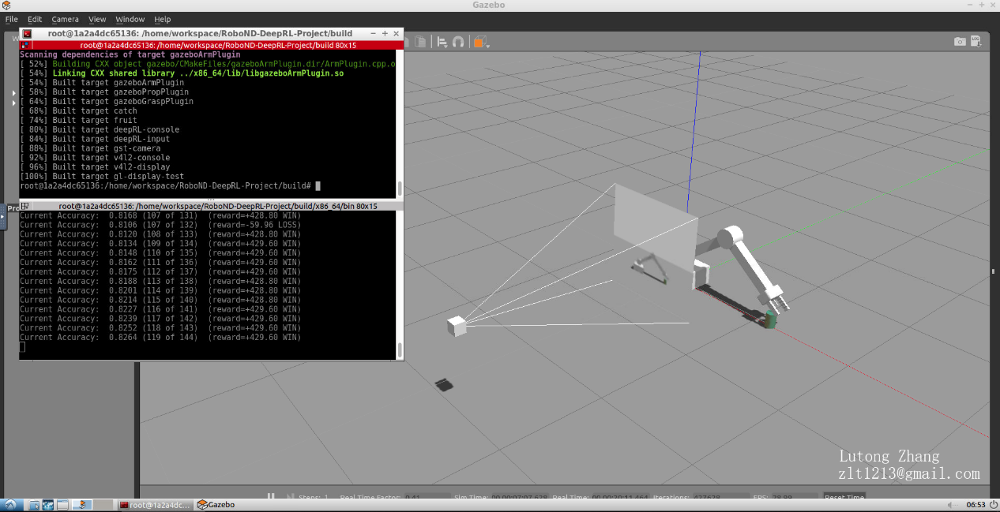 Gazebo
File Edit Camera View Window Help
root@1a2a4dc65136: /home/workspace/RoboND-DeepRL-Project/build
root@1a2a4dc65136: /home/workspace/RoboND-DeepRL-Project/build 80x15
Scanning dependencies of target gazeboArmPlugin
[ 52%] Building CXX object gazebo/CMakeFiles/gazeboArmPlugin.dir/ArmPlugin.cpp.o
[ 54%] Linking CXX shared library ../x86_64/lib/libgazeboArmPlugin.so
[ 54%] Built target gazeboArmPlugin
[ 58%] Built target gazeboPropPlugin
[ 64%] Built target gazeboGraspPlugin
[ 68%] Built target catch
[ 74%] Built target fruit
[ 80%] Built target deepRL-console
[ 84%] Built target deepRL-input
[ 88%] Built target gst-camera
[ 92%] Built target v4l2-console
[ 96%] Built target v4l2-display
[100%] Built target gl-display-test
root@1a2a4dc65136:/home/workspace/RoboND-DeepRL-Project/build#
root@1a2a4dc65136: /home/workspace/RoboND-DeepRL-Project/build/x86_64/bin 80x15
Current Accuracy:  0.8168 (107 of 131)  (reward=+428.80 WIN)
Current Accuracy:  0.8106 (107 of 132)  (reward=-59.96 LOSS)
Current Accuracy:  0.8120 (108 of 133)  (reward=+428.80 WIN)
Current Accuracy:  0.8134 (109 of 134)  (reward=+429.60 WIN)
Current Accuracy:  0.8148 (110 of 135)  (reward=+429.60 WIN)
Current Accuracy:  0.8162 (111 of 136)  (reward=+429.60 WIN)
Current Accuracy:  0.8175 (112 of 137)  (reward=+429.60 WIN)
Current Accuracy:  0.8188 (113 of 138)  (reward=+428.80 WIN)
Current Accuracy:  0.8201 (114 of 139)  (reward=+428.80 WIN)
Current Accuracy:  0.8214 (115 of 140)  (reward=+428.80 WIN)
Current Accuracy:  0.8227 (116 of 141)  (reward=+429.60 WIN)
Current Accuracy:  0.8239 (117 of 142)  (reward=+429.60 WIN)
Current Accuracy:  0.8252 (118 of 143)  (reward=+429.60 WIN)
Current Accuracy:  0.8264 (119 of 144)  (reward=+429.60 WIN)
Lutong Zhang
zlt1213@gmail.com
Steps: 1 Real Time Factor: 0.41 Sim Time: 00 00:07:07.628 Real Time: 00 00:20:11.464 Iterations: 427628 FPS: 28.99 Reset Time
root@1a2a4dc... Gazebo 06:53